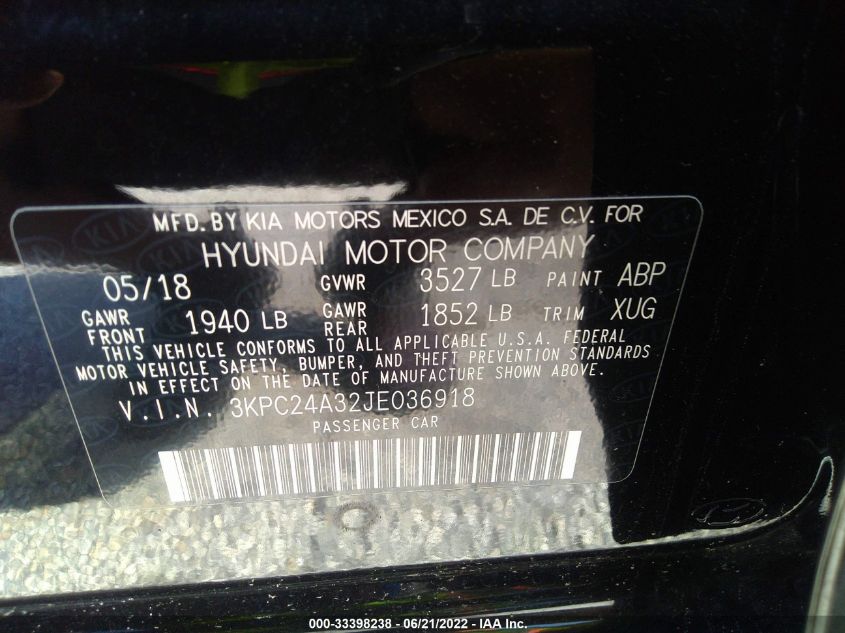 MFD. BY KIA MOTORS MEXICO S.A. DE C.V. FOR
HYUNDAI MOTOR COMPANY
05/18 GVWR 3527 LB PAINT ABP
GAWR FRONT 1940 LB GAWR REAR 1852 LB TRIM XUG
THIS VEHICLE CONFORMS TO ALL APPLICABLE U.S.A. FEDERAL
MOTOR VEHICLE SAFETY, BUMPER, AND THEFT PREVENTION STANDARDS
IN EFFECT ON THE DATE OF MANUFACTURE SHOWN ABOVE.
V.I.N. 3KPC24A32JE036918
PASSENGER CAR
000-33398238 - 06/21/2022 - IAA Inc.